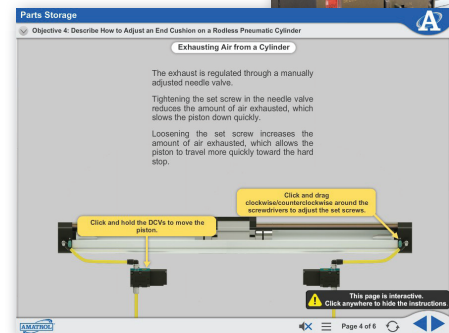 Parts Storage
Objective 4: Describe How to Adjust an End Cushion on a Rodless Pneumatic Cylinder
Exhausting Air from a Cylinder
The exhaust is regulated through a manually
adjusted needle valve.
Tightening the set screw in the needle valve
reduces the amount of air exhausted, which
slows the piston down quickly.
Loosening the set screw increases the
amount of air exhausted, which allows the
piston to travel more quickly toward the hard
stop.
Click and drag
clockwise/counterclockwise around the
screwdrivers to adjust the set screws.
Click and hold the DCVs to move the
piston.
This page is interactive.
Click anywhere to hide the instructions
AMATROL
Page 4 of 6